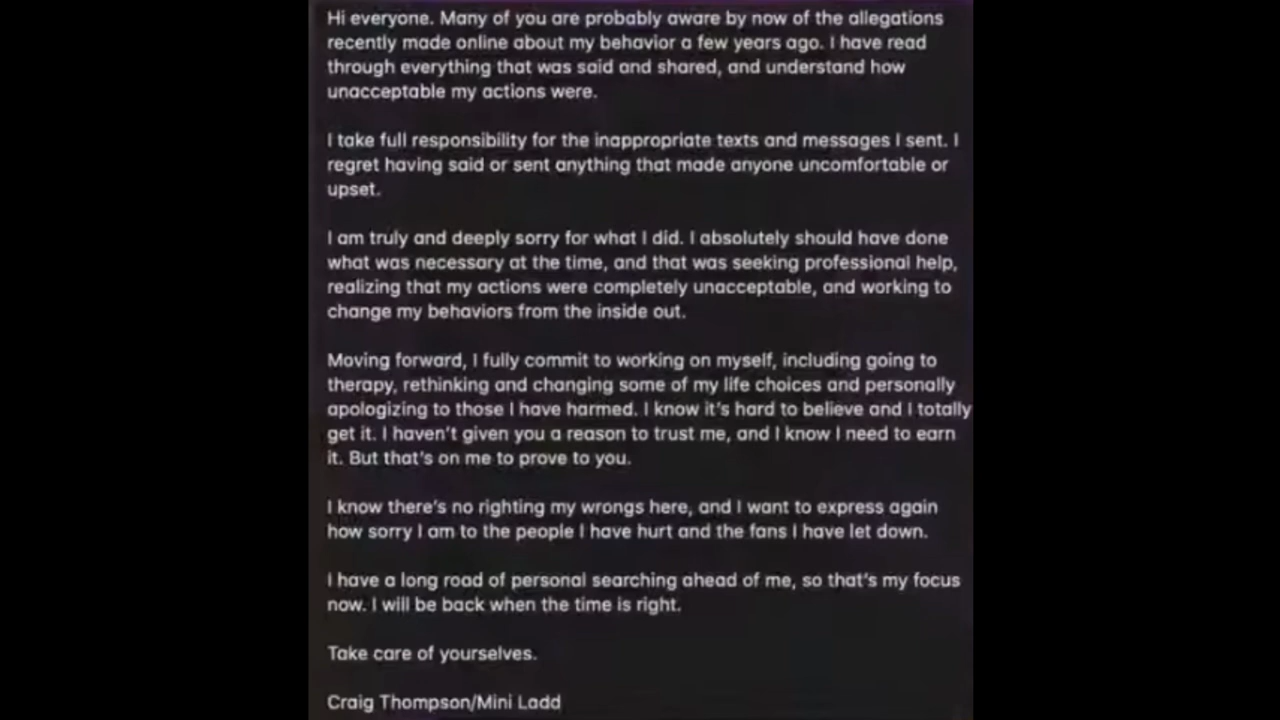 Hi everyone. Many of you are probably aware by now of the allegations
recently made online about my behavior a few years ago. I have read
through everything that was said and shared, and understand how
unacceptable my actions were.
I take full responsibility for the inappropriate texts and messages I sent. I
regret having said or sent anything that made anyone uncomfortable or
upset.
I am truly and deeply sorry for what I did. I absolutely should have done
what was necessary at the time, and that was seeking professional help,
realizing that my actions were completely unacceptable, and working to
change my behaviors from the inside out.
Moving forward, I fully commit to working on myself, including going to
therapy, rethinking and changing some of my life choices and personally
apologizing to those I have harmed. I know it's hard to believe and I totally
get it. I haven't given you a reason to trust me, and I know I need to earn
it. But that's on me to prove to you.
I know there's no righting my wrongs here, and I want to express again
how sorry I am to the people I have hurt and the fans I have let down.
I have a long road of personal searching ahead of me, so that's my focus
now. I will be back when the time is right.
Take care of yourselves.
Craig Thompson/Mini Ladd